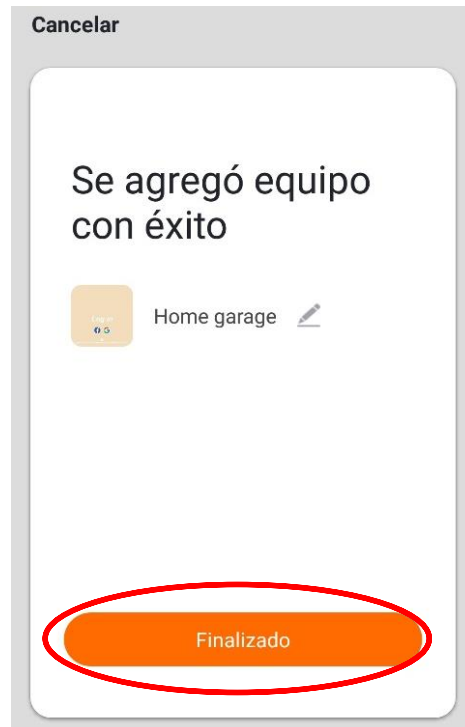 Cancelar
Se agregó equipo
con éxito
Home garage
Finalizado